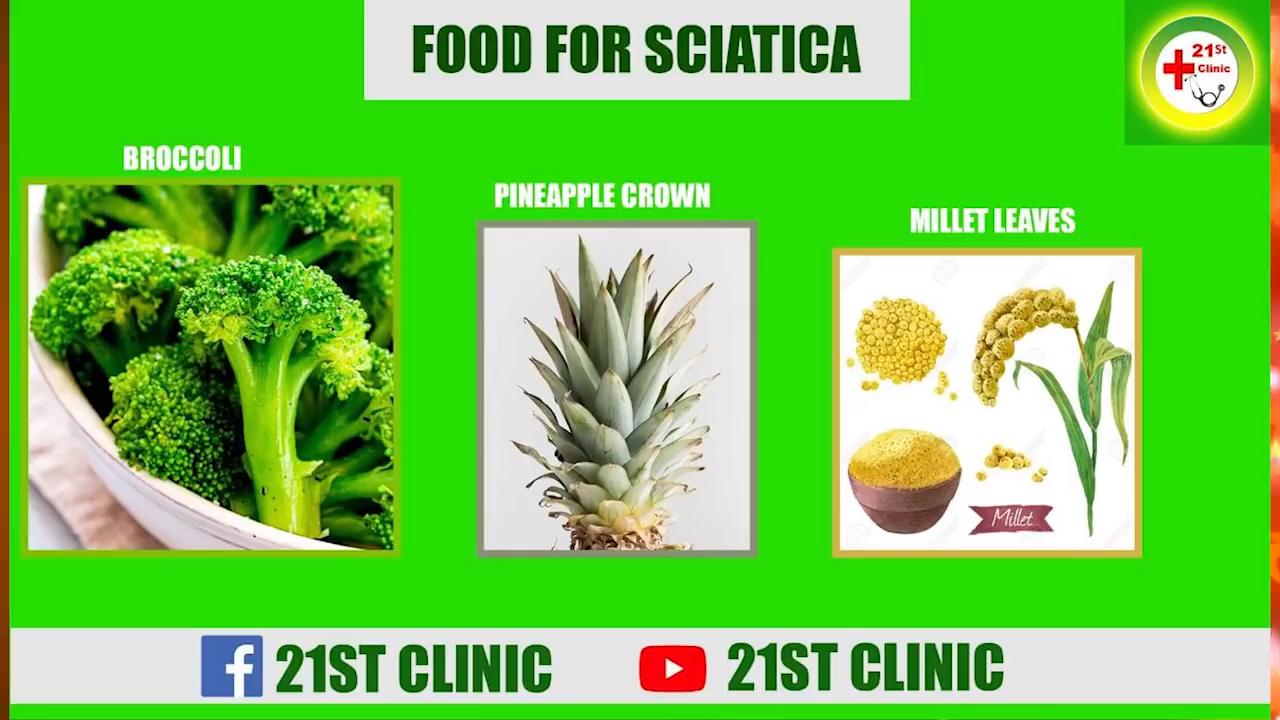 FOOD FOR SCIATICA
21St
Clinic
BROCCOLI
PINEAPPLE CROWN
MILLET LEAVES
Millet
21ST CLINIC
21ST CLINIC